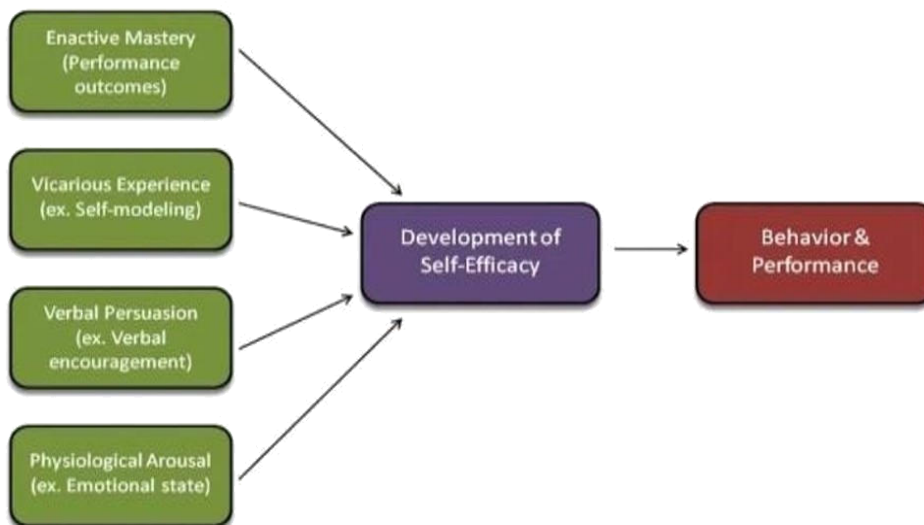 Enactive Mastery
(Performance
outcomes)
Vicarious Experience
(ex. Self-modeling)
Verbal Persuasion
(ex. Verbal
encouragement)
Physiological Arousal
(ex. Emotional state)
Development of
Self-Efficacy
Behavior &
Performance